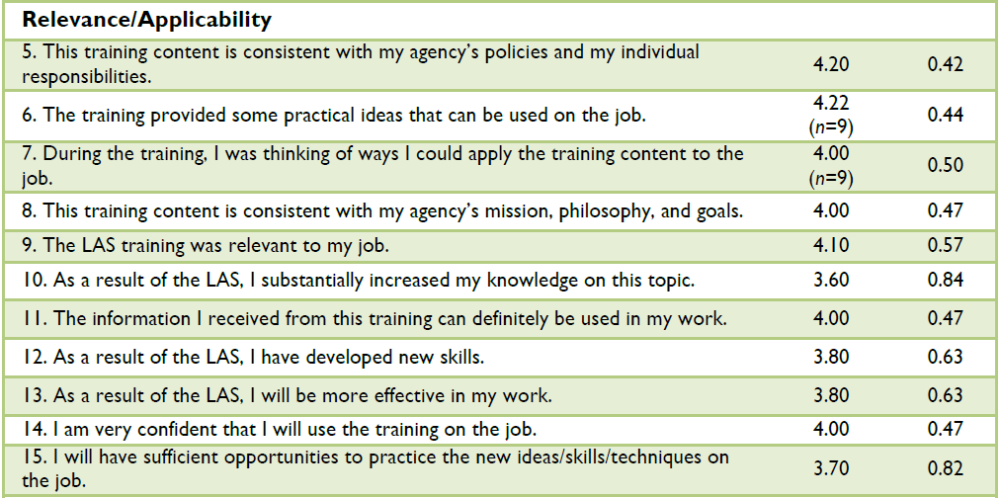 Relevance/Applicability
5. This training content is consistent with my agency's policies and my individual
responsibilities.
4.20 0.42
6. The training provided some practical ideas that can be used on the job.
4.22
(n=9)
0.44
7. During the training, I was thinking of ways I could apply the training content to the
job.
4.00
(n=9)
0.50
8. This training content is consistent with my agency's mission, philosophy, and goals. 4.00 0.47
9. The LAS training was relevant to my job. 4.10 0.57
10. As a result of the LAS, I substantially increased my knowledge on this topic. 3.60 0.84
11. The information I received from this training can definitely be used in my work. 4.00 0.47
12. As a result of the LAS, I have developed new skills. 3.80 0.63
13. As a result of the LAS, I will be more effective in my work. 3.80 0.63
14. I am very confident that I will use the training on the job. 4.00 0.47
15. I will have sufficient opportunities to practice the new ideas/skills/techniques on
the job.
3.70 0.82